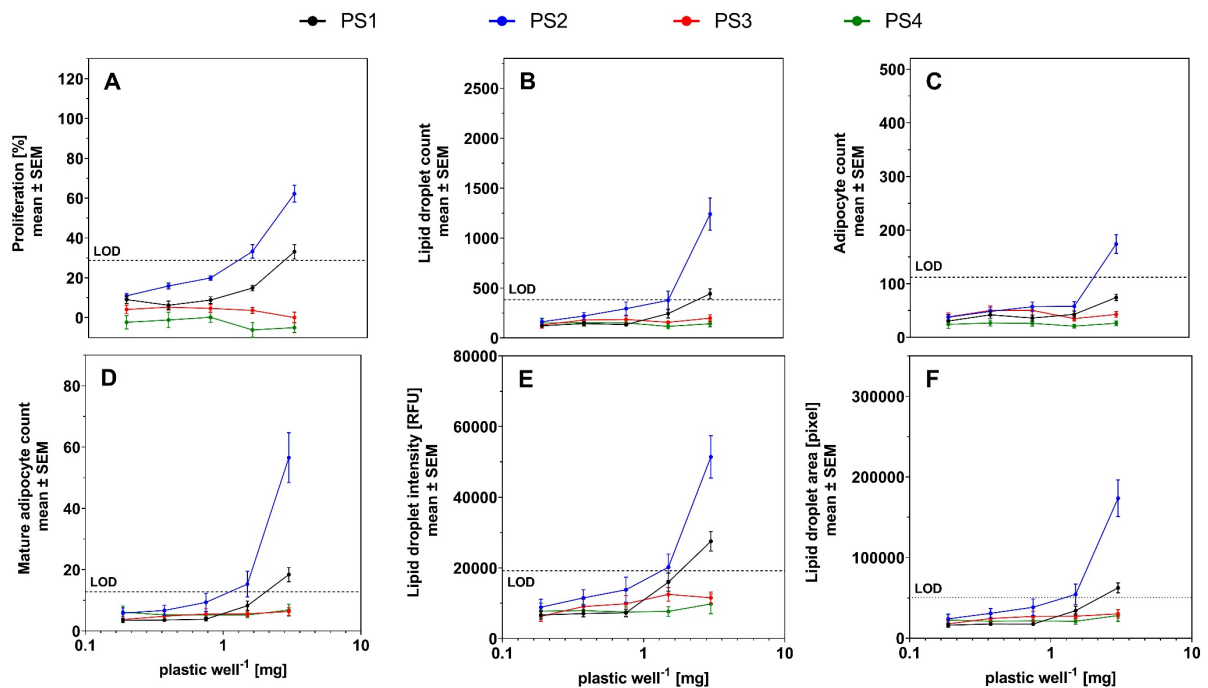 PS1 PS2 PS3 PS4
A
Proliferation [%]
mean ± SEM
120
100
80
60
40
20
0
LOD
B
Lipid droplet count
mean ± SEM
2500
2000
1500
1000
500
0
LOD
C
Adipocyte count
mean ± SEM
500
400
300
200
100
0
LOD
D
Mature adipocyte count
mean ± SEM
80
60
40
20
0
LOD
0.1 1 10
plastic well-1 [mg]
E
Lipid droplet intensity [RFU]
mean ± SEM
80000
60000
40000
20000
0
LOD
0.1 1 10
plastic well-1 [mg]
F
Lipid droplet area [pixel]
mean ± SEM
300000
200000
100000
0
LOD
0.1 1 10
plastic well-1 [mg]